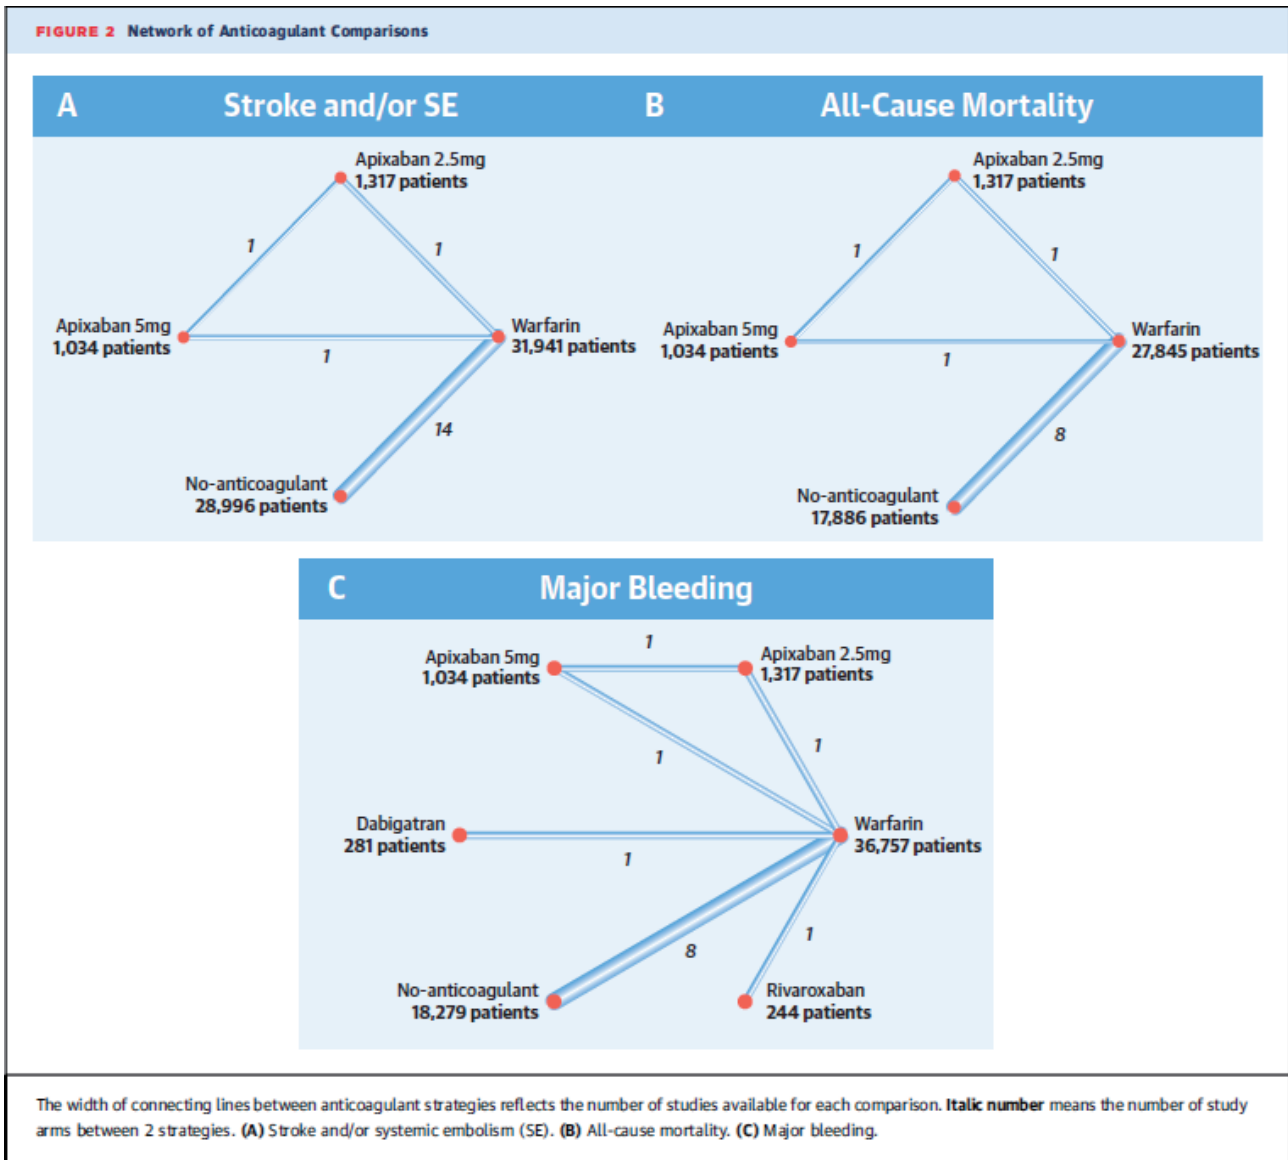 FIGURE 2 Network of Anticoagulant Comparisons
A Stroke and/or SE
B All-Cause Mortality
Apixaban 2.5mg
1,317 patients
1
1
Apixaban 5mg
1,034 patients
Warfarin
31,941 patients
1
14
No-anticoagulant
28,996 patients
Apixaban 2.5mg
1,317 patients
1
1
Apixaban 5mg
1,034 patients
Warfarin
27,845 patients
1
8
No-anticoagulant
17,886 patients
C Major Bleeding
Apixaban 5mg
1,034 patients
1
Apixaban 2.5mg
1,317 patients
1
1
Dabigatran
281 patients
Warfarin
36,757 patients
1
8
1
No-anticoagulant
18,279 patients
Rivaroxaban
244 patients
The width of connecting lines between anticoagulant strategies reflects the number of studies available for each comparison. Italic number means the number of study
arms between 2 strategies. (A) Stroke and/or systemic embolism (SE). (B) All-cause mortality. (C) Major bleeding.